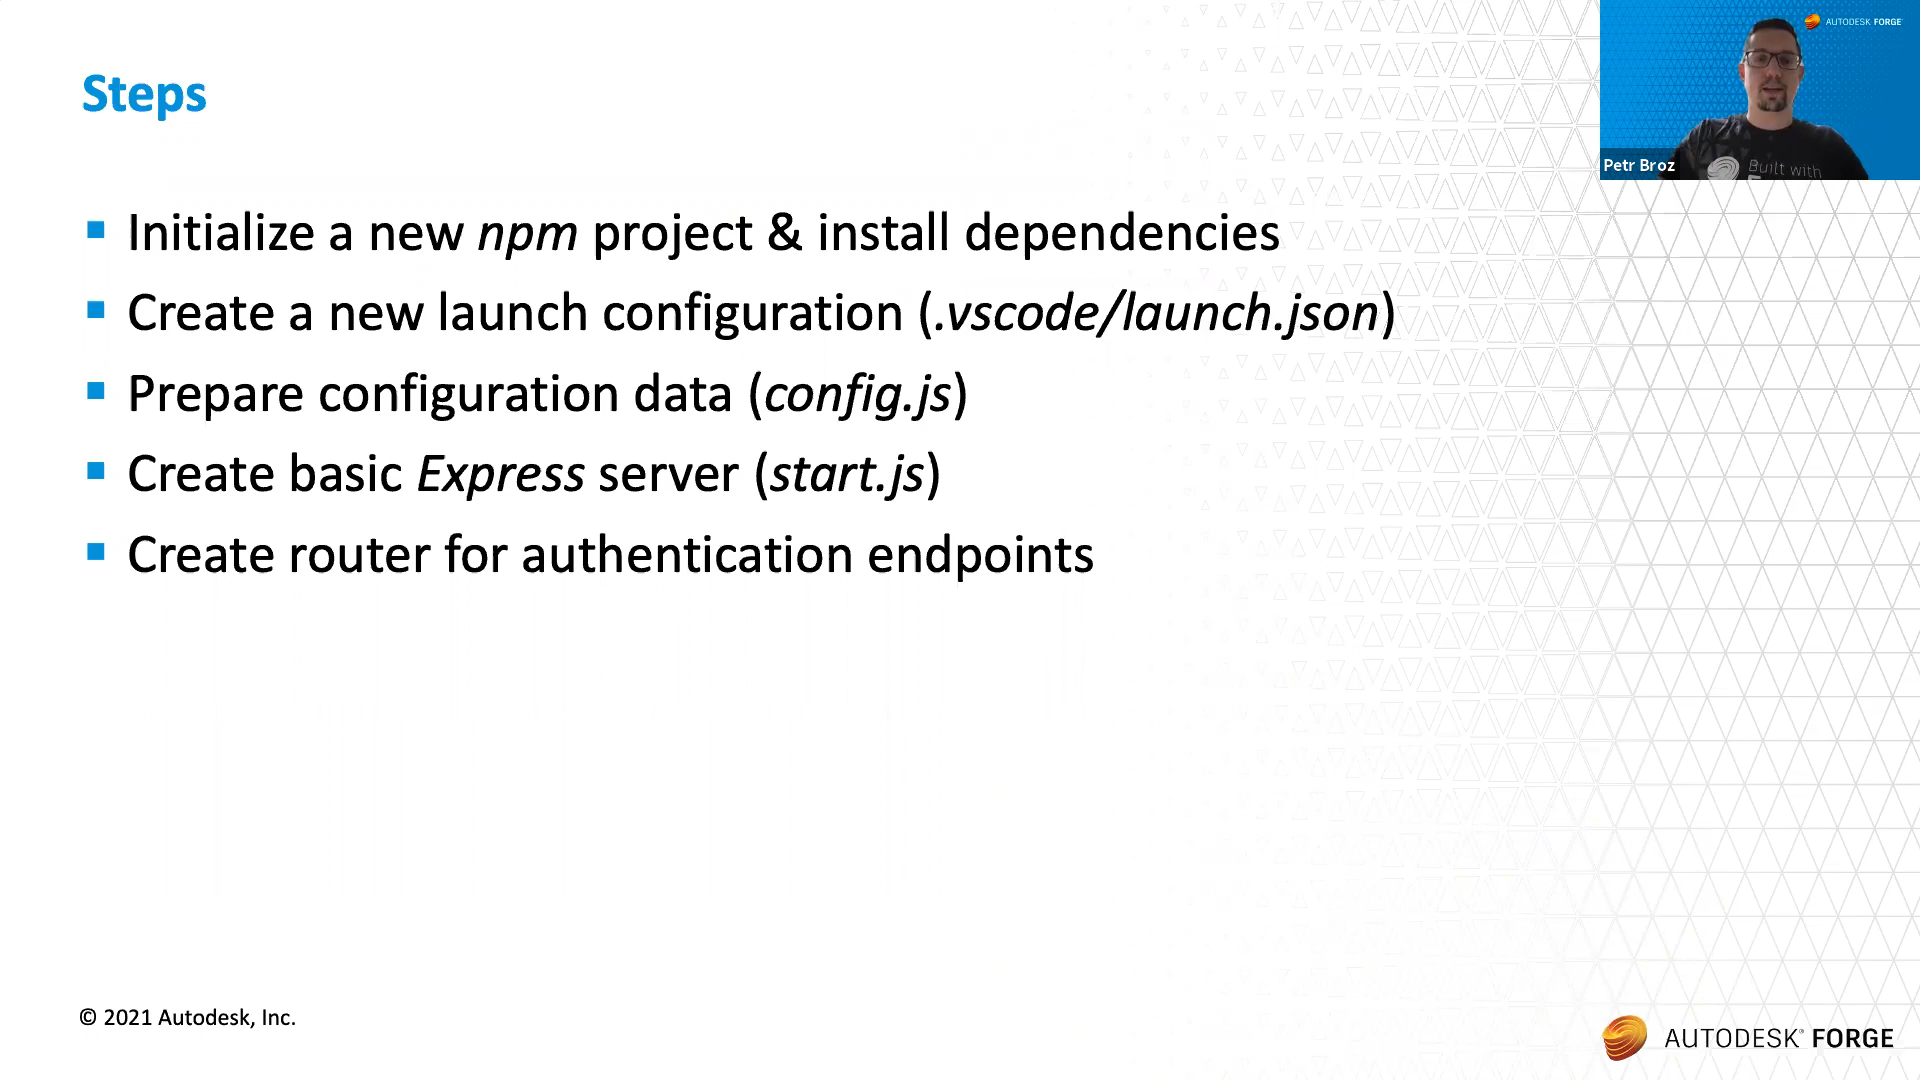 Steps
Initialize a new npm project & install dependencies
Create a new launch configuration (.vscode/launch.json)
Prepare configuration data (config.js)
Create basic Express server (start.js)
Create router for authentication endpoints
© 2021 Autodesk, Inc.
AUTODESK® FORGE
AUTODESK FORGE
Petr Broz
Built with